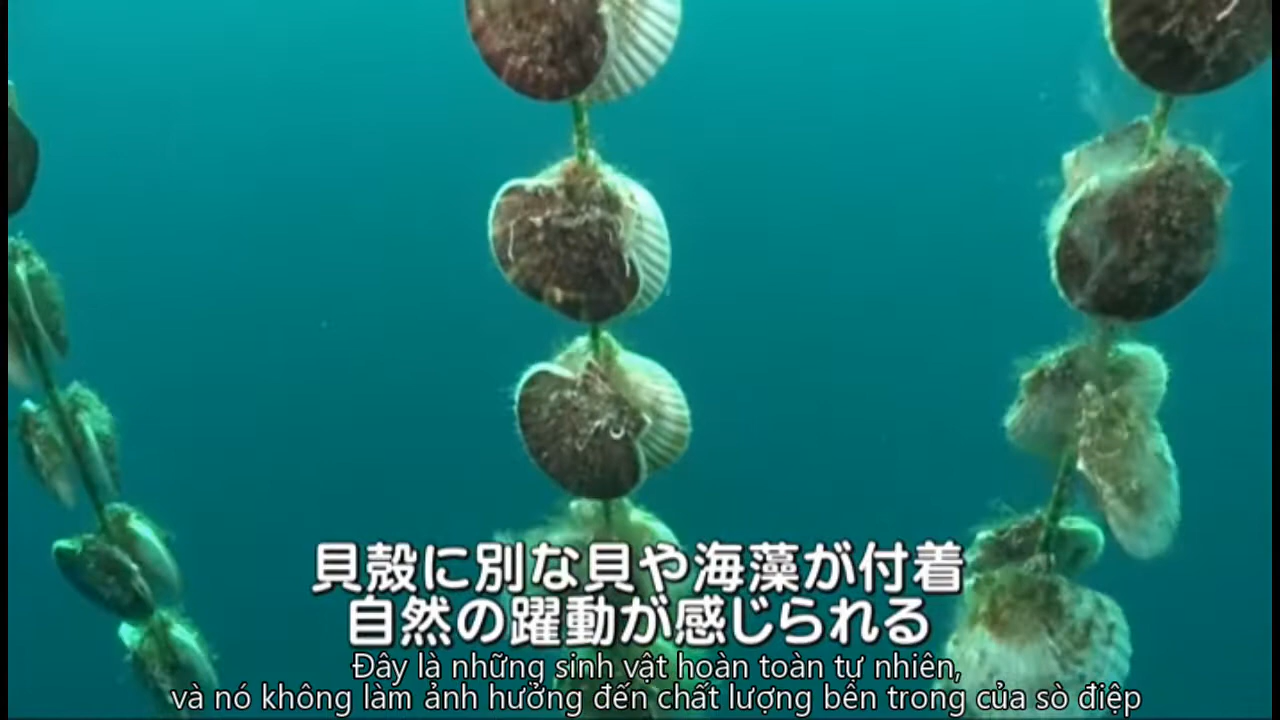 貝殻に別な貝や海藻が付着
自然の躍動が感じられる
Đây là những sinh vật hoàn toàn tự nhiên,
và nó không làm ảnh hưởng đến chất lượng bên trong của sò điệp